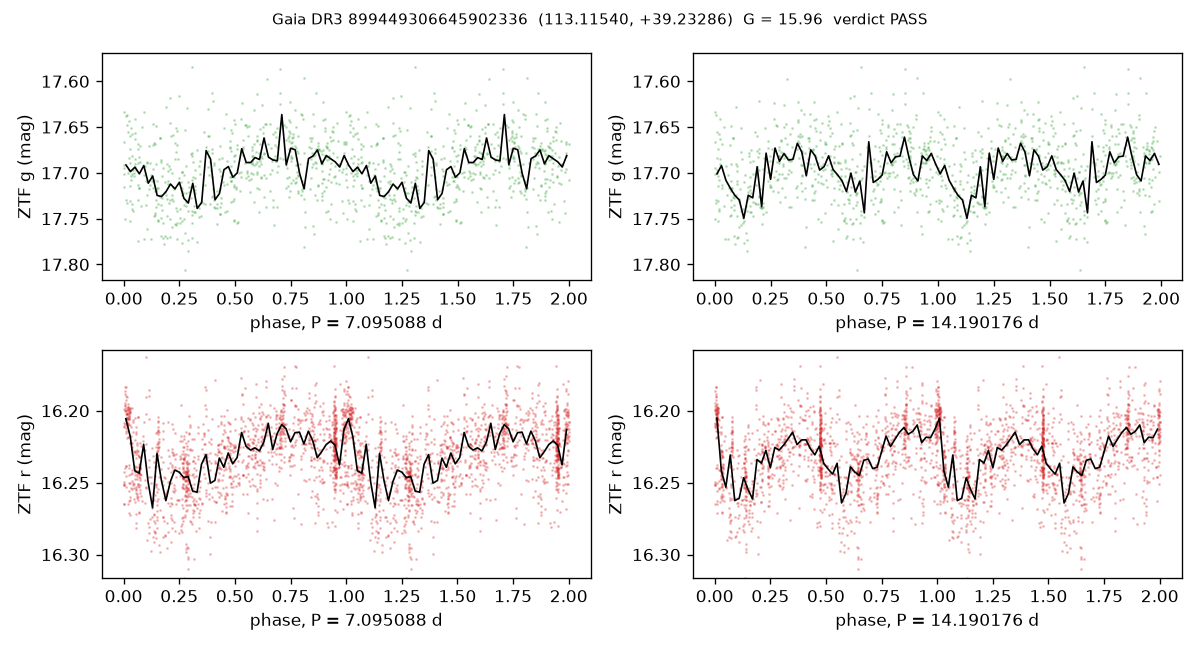 Gaia DR3 899449306645902336 (113.11540, +39.23286) G = 15.96 verdict PASS
ZTF g (mag)
17.60
17.65
17.70
17.75
17.80
0.00 0.25 0.50 0.75 1.00 1.25 1.50 1.75 2.00
phase, P = 7.095088 d
ZTF g (mag)
17.60
17.65
17.70
17.75
17.80
0.00 0.25 0.50 0.75 1.00 1.25 1.50 1.75 2.00
phase, P = 14.190176 d
ZTF r (mag)
16.20
16.25
16.30
0.00 0.25 0.50 0.75 1.00 1.25 1.50 1.75 2.00
phase, P = 7.095088 d
ZTF r (mag)
16.20
16.25
16.30
0.00 0.25 0.50 0.75 1.00 1.25 1.50 1.75 2.00
phase, P = 14.190176 d